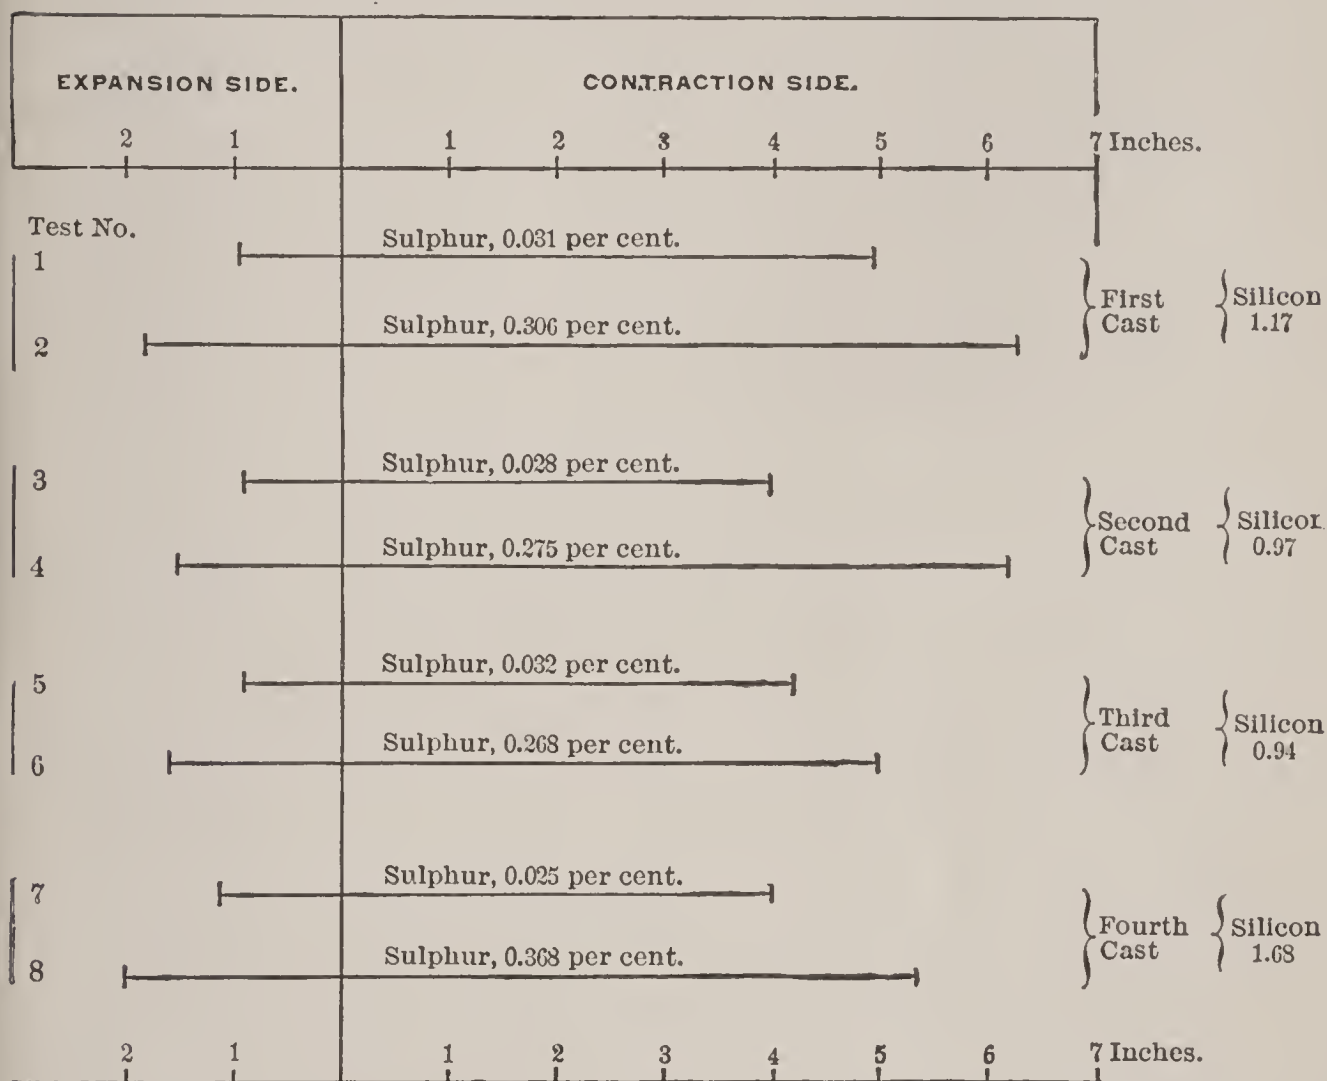 EXPANSION SIDE. CONTRACTION SIDE.
2 1 1 2 3 4 5 6 7 Inches.
Test No.
1 Sulphur, 0.031 per cent.
First Cast Silicon 1.17
2 Sulphur, 0.306 per cent.
3 Sulphur, 0.028 per cent.
Second Cast Silicon 0.97
4 Sulphur, 0.275 per cent.
5 Sulphur, 0.032 per cent.
Third Cast Silicon 0.94
6 Sulphur, 0.268 per cent.
7 Sulphur, 0.025 per cent.
Fourth Cast Silicon 1.68
8 Sulphur, 0.368 per cent.
2 1 1 2 3 4 5 6 7 Inches.